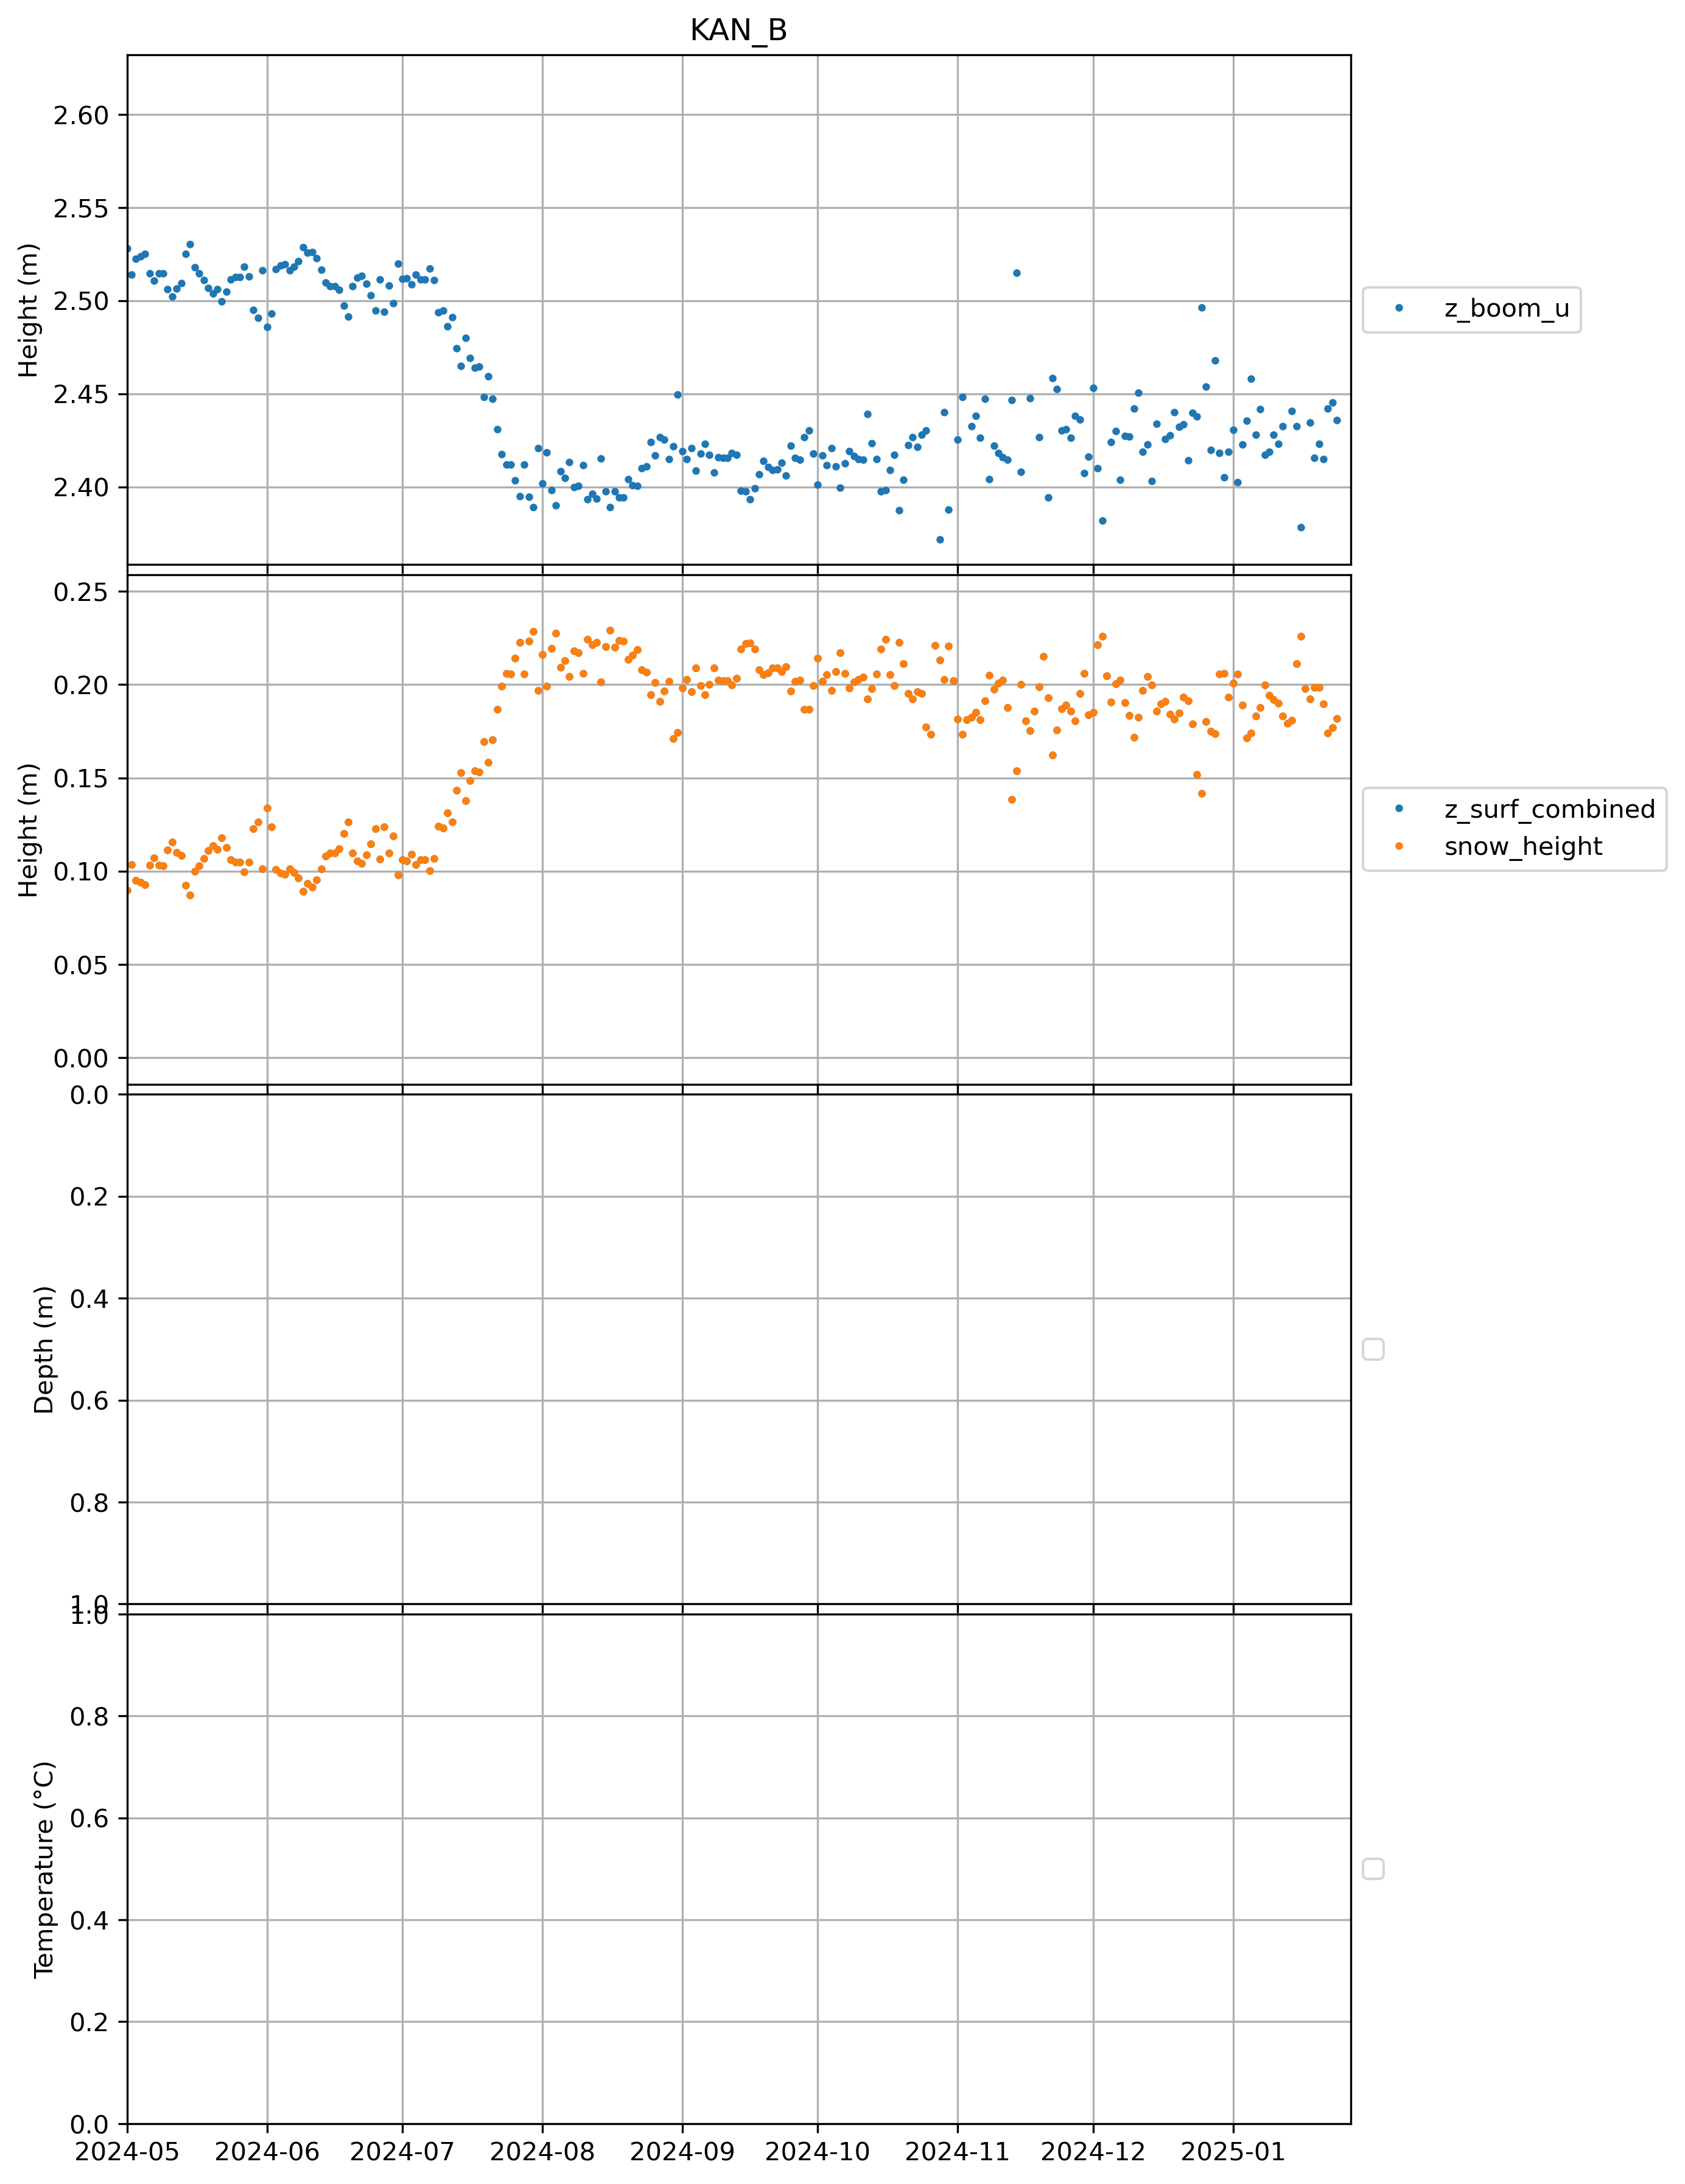 KAN_B
2.60
2.55
2.50
2.45
2.40
Height (m)
z_boom_u
0.25
0.20
0.15
0.10
0.05
0.00
Height (m)
z_surf_combined
snow_height
0.0
0.2
0.4
0.6
0.8
1.0
Depth (m)
1.0
0.8
0.6
0.4
0.2
0.0
Temperature (°C)
2024-05 2024-06 2024-07 2024-08 2024-09 2024-10 2024-11 2024-12 2025-01